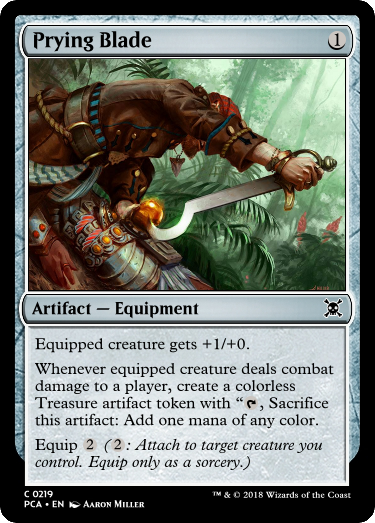 Prying Blade 1
Artifact — Equipment
Equipped creature gets +1/+0.
Whenever equipped creature deals combat
damage to a player, create a colorless
Treasure artifact token with “, Sacrifice
this artifact: Add one mana of any color.
Equip 2 (2: Attach to target creature you
control. Equip only as a sorcery.)
C 0219
PCA • EN Aaron Miller
™ & © 2018 Wizards of the Coast